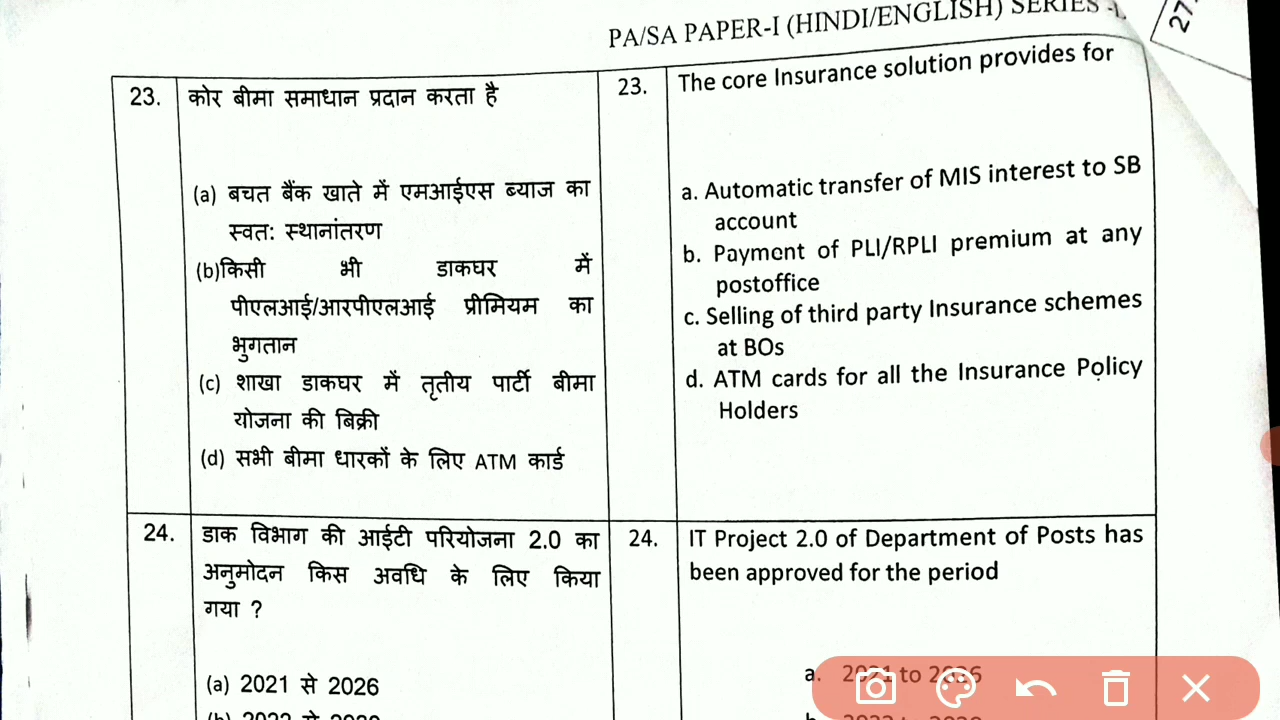 PA/SA PAPER-I (HINDI/ENGLISH) SERIES
27
23.
कोर बीमा समाधान प्रदान करता है
(a) बचत बैंक खाते में एमआईएस ब्याज का
स्वत: स्थानांतरण
(b)किसी भी डाकघर में
पीएलआई/आरपीएलआई प्रीमियम का
भुगतान
(c) शाखा डाकघर में तृतीय पार्टी बीमा
योजना की बिक्री
(d) सभी बीमा धारकों के लिए ATM कार्ड
23.
The core Insurance solution provides for
a. Automatic transfer of MIS interest to SB
account
b. Payment of PLI/RPLI premium at any
postoffice
c. Selling of third party Insurance schemes
at BOs
d. ATM cards for all the Insurance Policy
Holders
24.
डाक विभाग की आईटी परियोजना 2.0 का
अनुमोदन किस अवधि के लिए किया
गया ?
(a) 2021 से 2026
24.
IT Project 2.0 of Department of Posts has
been approved for the period
a. 2021 to 2026